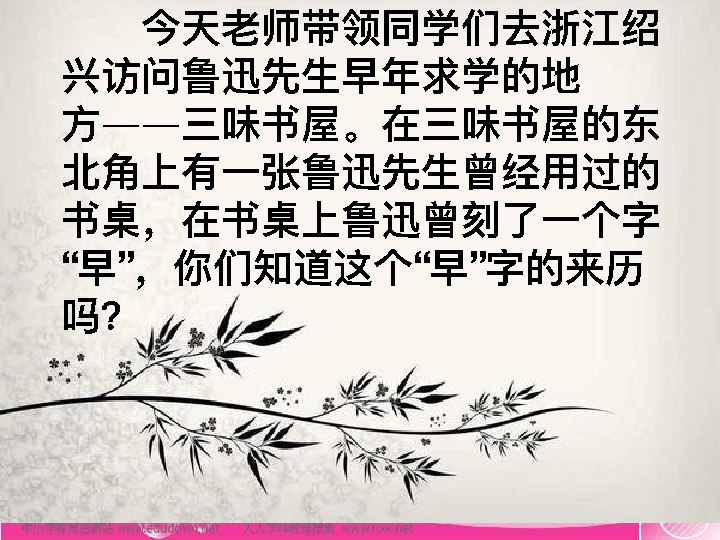 今天老师带领同学们去浙江绍
兴访问鲁迅先生早年求学的地
方——三味书屋。在三味书屋的东
北角上有一张鲁迅先生曾经用过的
书桌，在书桌上鲁迅曾刻了一个字
“早”，你们知道这个“早”字的来历
吗?
中小学教育资源站 www.edudown.net 人人学科教育搜索 www.rrxk.net